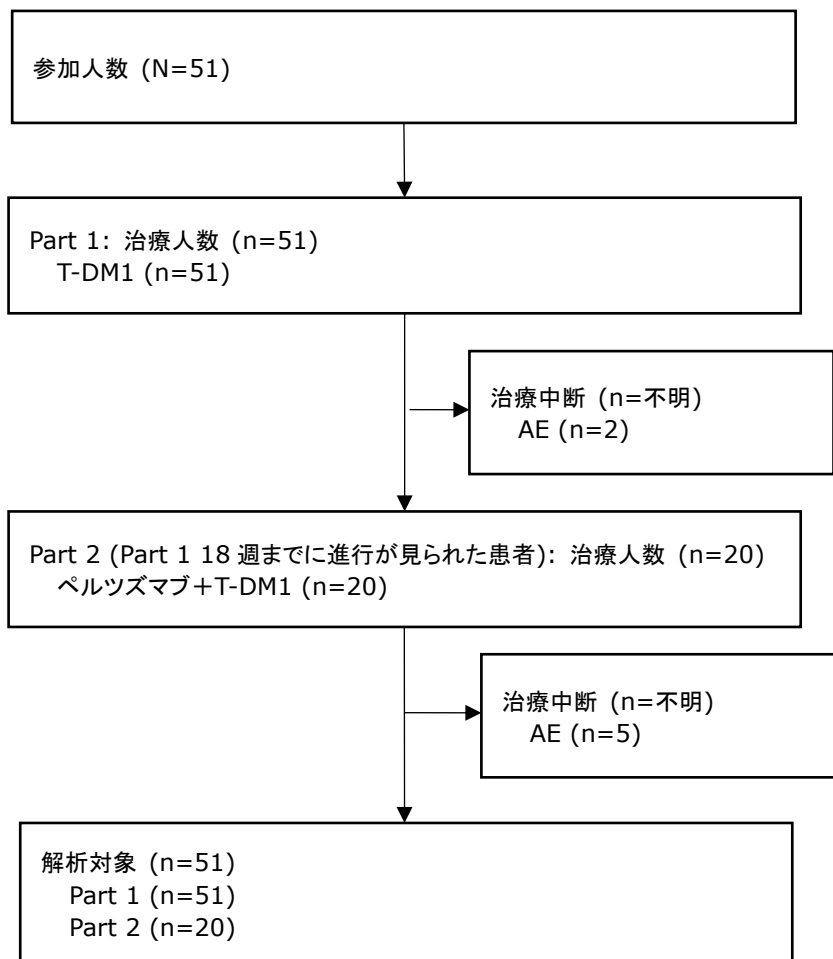 参加人数 (N=51)
Part 1: 治療人数 (n=51)
T-DM1 (n=51)
治療中断 (n=不明)
AE (n=2)
Part 2 (Part 1 18 週までに進行が見られた患者): 治療人数 (n=20)
ペルツズマブ+T-DM1 (n=20)
治療中断 (n=不明)
AE (n=5)
解析対象 (n=51)
Part 1 (n=51)
Part 2 (n=20)